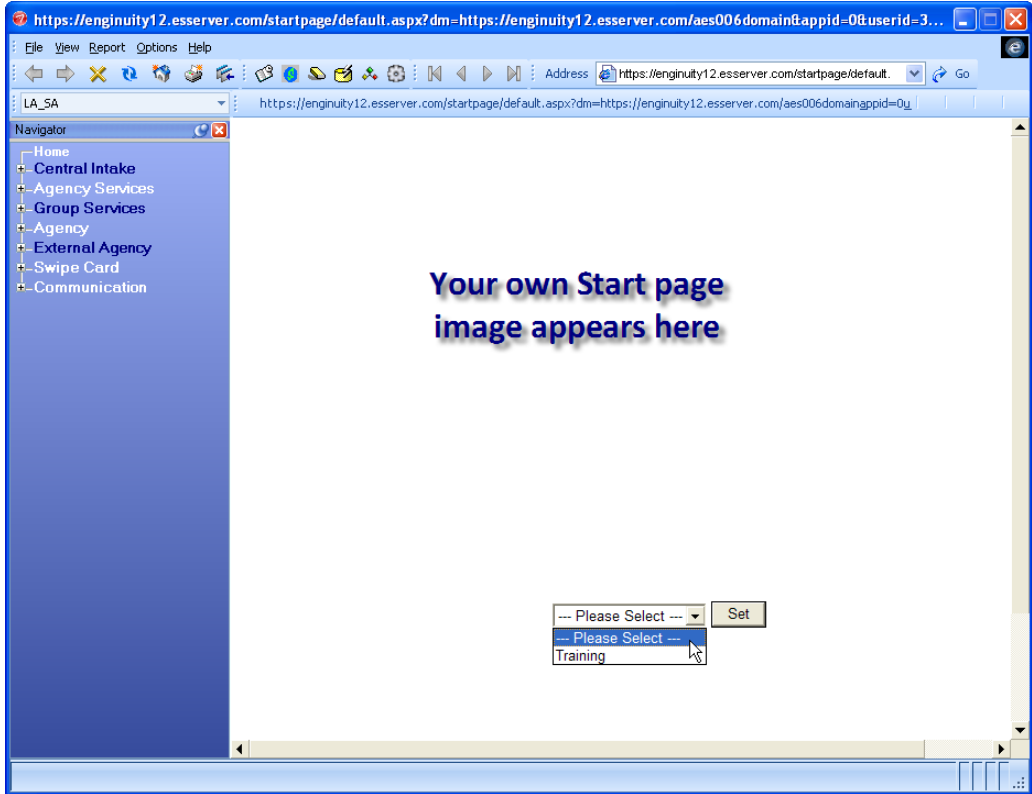 https://enginuity12.esserver.com/startpage/default.aspx?dm=https://enginuity12.esserver.com/aes006domain&appid=0&userid=3...
File View Report Options Help
Address https://enginuity12.esserver.com/startpage/default. Go
LA_SA https://enginuity12.esserver.com/startpage/default.aspx?dm=https://enginuity12.esserver.com/aes006domainappid=0u
Navigator
Home
Central Intake
Agency Services
Group Services
Agency
External Agency
Swipe Card
Communication
Your own Start page
image appears here
--- Please Select --- Set
--- Please Select ---
Training